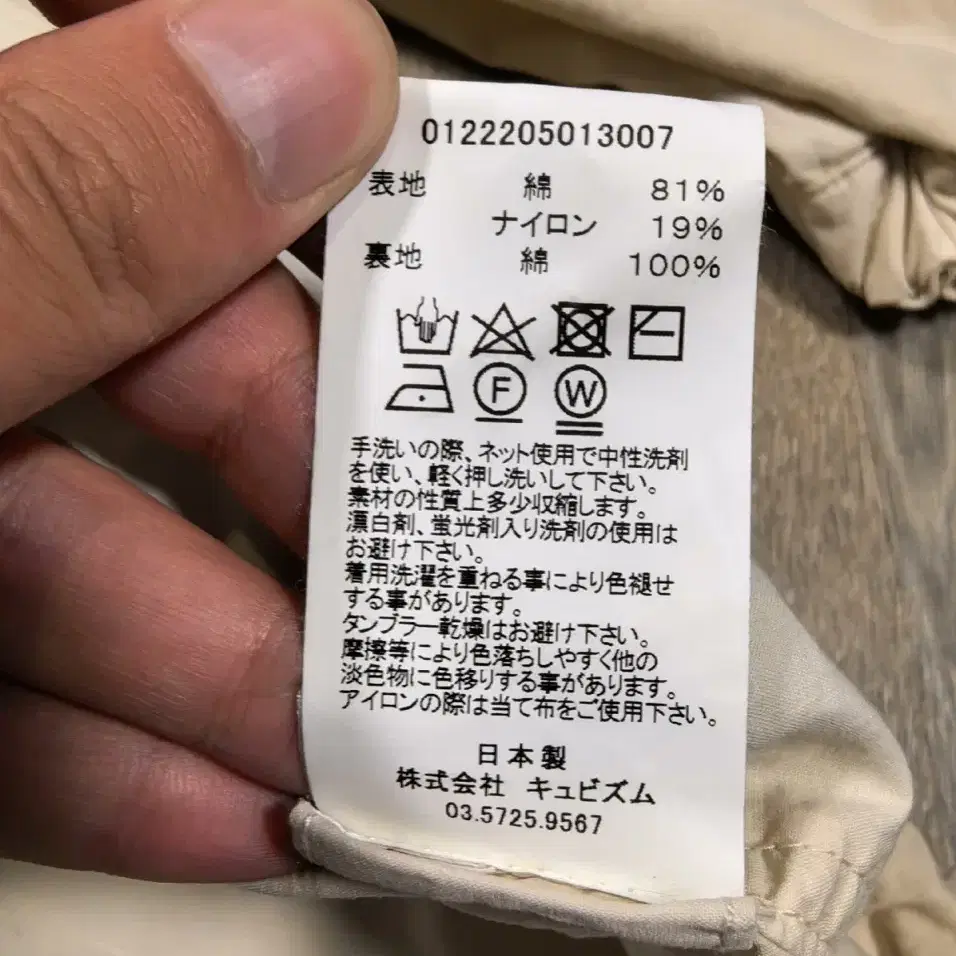 0122205013007
表地 綿 81%
ナイロン 19%
裏地 綿 100%
F W
手洗いの際、ネット使用で中性洗剤
を使い、軽く押し洗いして下さい。
素材の性質上多少収縮します。
漂白剤、蛍光剤入り洗剤の使用は
お避け下さい。
着用洗濯を重ねる事により色褪せ
する事があります。
タンブラー乾燥はお避け下さい。
摩擦等により色落ちしやすく他の
淡色物に色移りする事があります。
アイロンの際は当て布をご使用下さい。
日本製
株式会社 キュビズム
03.5725.9567